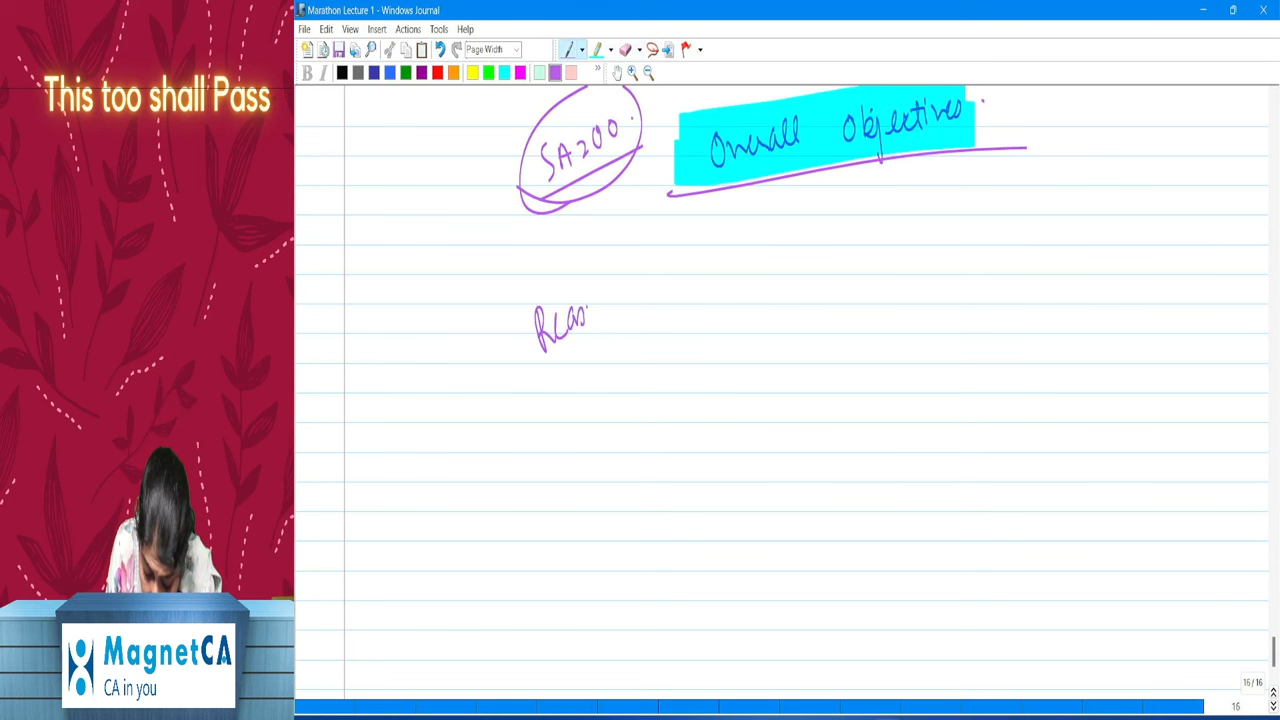 Marathon Lecture 1 - Windows Journal
File Edit View Insert Actions Tools Help
This too shall Pass
Page Width
B I
SA200. Overall Objectives.
Reas
MagnetCA
CA in you
16 / 16
16